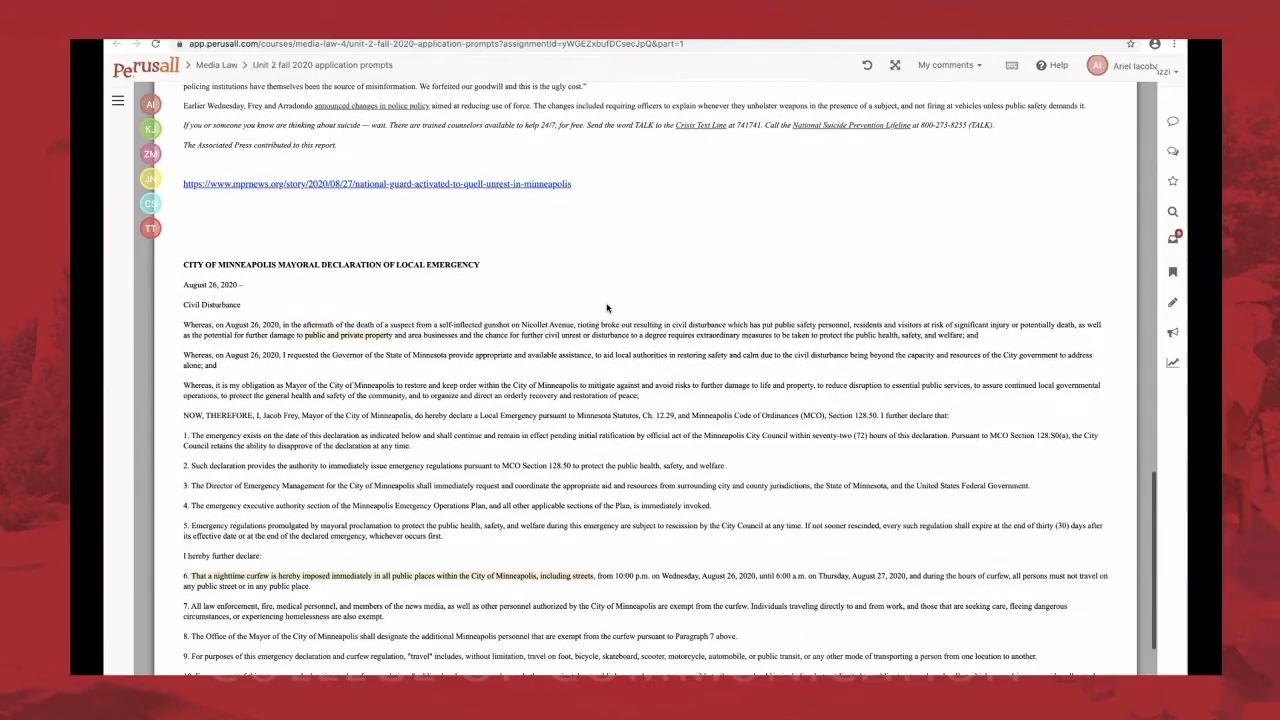 app.perusall.com/courses/media-law-4/unit-2-fall-2020-application-prompts?assignmentId=yWGEZxbufDCsecJpQ&part=1
Perusall
Media Law
Unit 2 fall 2020 application prompts
My comments
Help
AI
Ariel Iacoba
zzi
AI
KJ
ZM
JN
CS
TT
9
policing institutions have themselves been the source of misinformation. We forfeited our goodwill and this is the ugly cost."
Earlier Wednesday, Frey and Arradondo announced changes in police policy aimed at reducing use of force. The changes included requiring officers to explain whenever they unholster weapons in the presence of a subject, and not firing at vehicles unless public safety demands it.
If you or someone you know are thinking about suicide — wait. There are trained counselors available to help 24/7, for free. Send the word TALK to the Crisis Text Line at 741741. Call the National Suicide Prevention Lifeline at 800-273-8255 (TALK).
The Associated Press contributed to this report.
https://www.mprnews.org/story/2020/08/27/national-guard-activated-to-quell-unrest-in-minneapolis
CITY OF MINNEAPOLIS MAYORAL DECLARATION OF LOCAL EMERGENCY
August 26, 2020 –
Civil Disturbance
Whereas, on August 26, 2020, in the aftermath of the death of a suspect from a self-inflected gunshot on Nicollet Avenue, rioting broke out resulting in civil disturbance which has put public safety personnel, residents and visitors at risk of significant injury or potentially death, as well
as the potential for further damage to public and private property and area businesses and the chance for further civil unrest or disturbance to a degree requires extraordinary measures to be taken to protect the public health, safety, and welfare; and
Whereas, on August 26, 2020, I requested the Governor of the State of Minnesota provide appropriate and available assistance, to aid local authorities in restoring safety and calm due to the civil disturbance being beyond the capacity and resources of the City government to address
alone; and
Whereas, it is my obligation as Mayor of the City of Minneapolis to restore and keep order within the City of Minneapolis to mitigate against and avoid risks to further damage to life and property, to reduce disruption to essential public services, to assure continued local governmental
operations, to protect the general health and safety of the community, and to organize and direct an orderly recovery and restoration of peace;
NOW, THEREFORE, I, Jacob Frey, Mayor of the City of Minneapolis, do hereby declare a Local Emergency pursuant to Minnesota Statutes, Ch. 12.29, and Minneapolis Code of Ordinances (MCO), Section 128.50. I further declare that:
1. The emergency exists on the date of this declaration as indicated below and shall continue and remain in effect pending initial ratification by official act of the Minneapolis City Council within seventy-two (72) hours of this declaration. Pursuant to MCO Section 128.S0(a), the City
Council retains the ability to disapprove of the declaration at any time.
2. Such declaration provides the authority to immediately issue emergency regulations pursuant to MCO Section 128.50 to protect the public health, safety, and welfare.
3. The Director of Emergency Management for the City of Minneapolis shall immediately request and coordinate the appropriate aid and resources from surrounding city and county jurisdictions, the State of Minnesota, and the United States Federal Government.
4. The emergency executive authority section of the Minneapolis Emergency Operations Plan, and all other applicable sections of the Plan, is immediately invoked.
5. Emergency regulations promulgated by mayoral proclamation to protect the public health, safety, and welfare during this emergency are subject to rescission by the City Council at any time. If not sooner rescinded, every such regulation shall expire at the end of thirty (30) days after
its effective date or at the end of the declared emergency, whichever occurs first.
I hereby further declare:
6. That a nighttime curfew is hereby imposed immediately in all public places within the City of Minneapolis, including streets, from 10:00 p.m. on Wednesday, August 26, 2020, until 6:00 a.m. on Thursday, August 27, 2020, and during the hours of curfew, all persons must not travel on
any public street or in any public place.
7. All law enforcement, fire, medical personnel, and members of the news media, as well as other personnel authorized by the City of Minneapolis are exempt from the curfew. Individuals traveling directly to and from work, and those that are seeking care, fleeing dangerous
circumstances, or experiencing homelessness are also exempt.
8. The Office of the Mayor of the City of Minneapolis shall designate the additional Minneapolis personnel that are exempt from the curfew pursuant to Paragraph 7 above.
9. For purposes of this emergency declaration and curfew regulation, "travel" includes, without limitation, travel on foot, bicycle, skateboard, scooter, motorcycle, automobile, or public transit, or any other mode of transporting a person from one location to another.